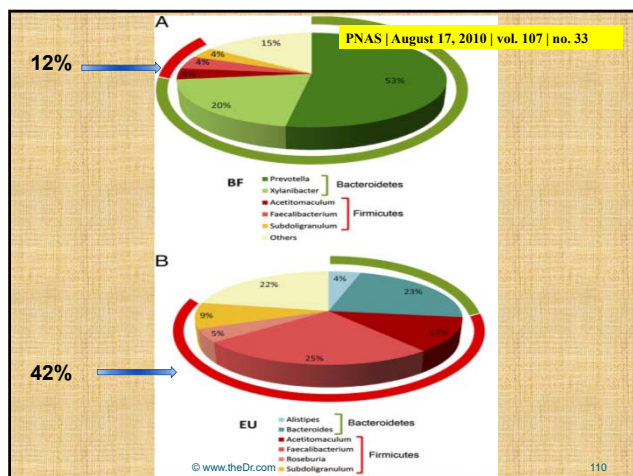 A
PNAS | August 17, 2010 | vol. 107 | no. 33
12%
15%
4%
4%
4%
53%
20%
BF
Prevotella
Xylanibacter
Bacteroidetes
Acetitomaculum
Faecalibacterium
Subdoligranulum
Firmicutes
Others
B
22%
4%
23%
9%
5%
25%
42%
EU
Alistipes
Bacteroides
Bacteroidetes
Acetitomaculum
Faecalibacterium
Roseburia
Subdoligranulum
Firmicutes
© www.theDr.com
110